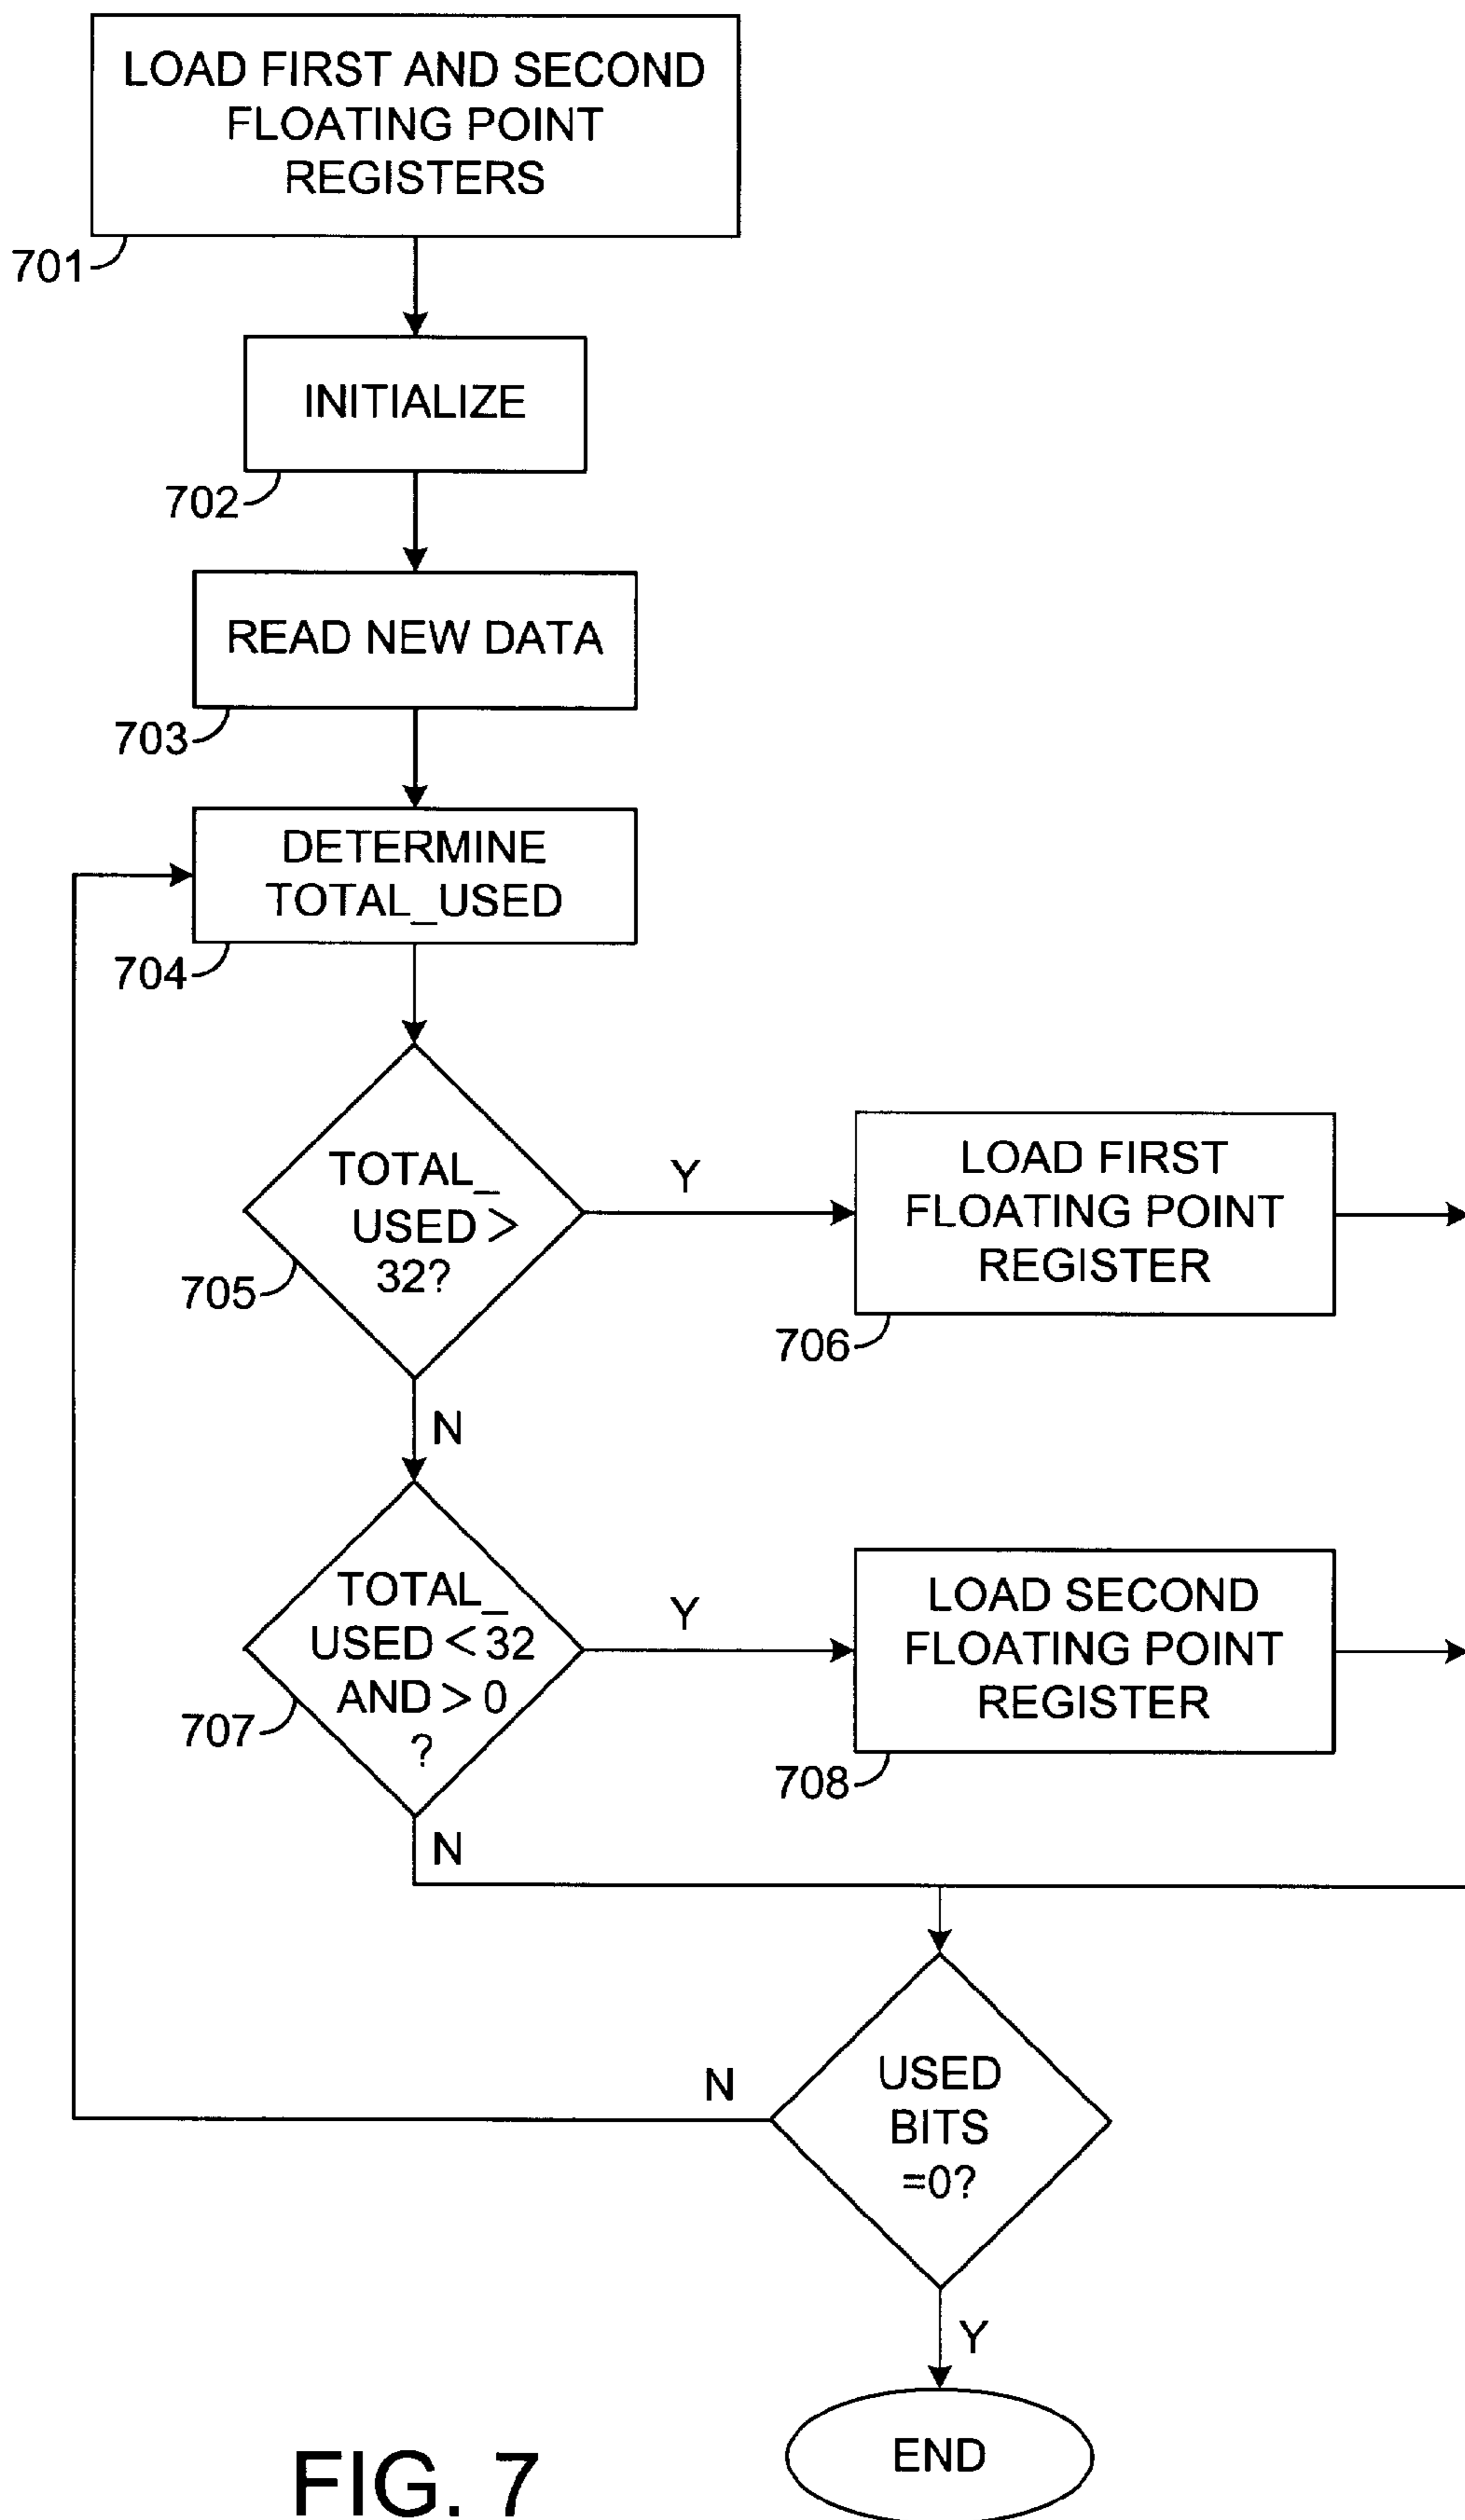 LOAD FIRST AND SECOND
FLOATING POINT
REGISTERS
701
INITIALIZE
702
READ NEW DATA
703
DETERMINE
TOTAL_USED
704
TOTAL_
USED >
32?
705
Y
LOAD FIRST
FLOATING POINT
REGISTER
706
N
TOTAL_
USED < 32
AND > 0
?
707
Y
LOAD SECOND
FLOATING POINT
REGISTER
708
N
USED
BITS
=0?
N
Y
END
FIG. 7